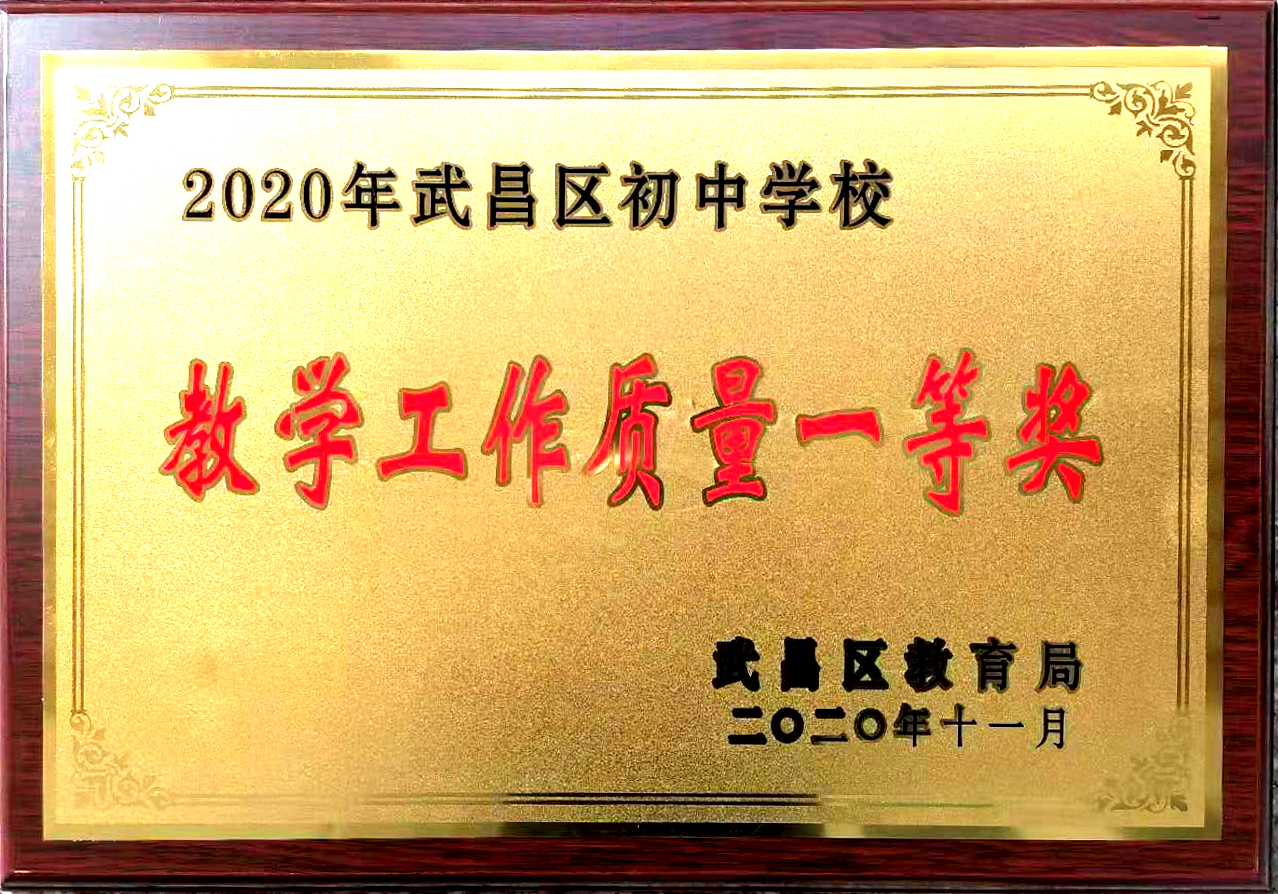 2020年武昌区初中学校
教学工作质量一等奖
武昌区教育局
二〇二〇年十一月